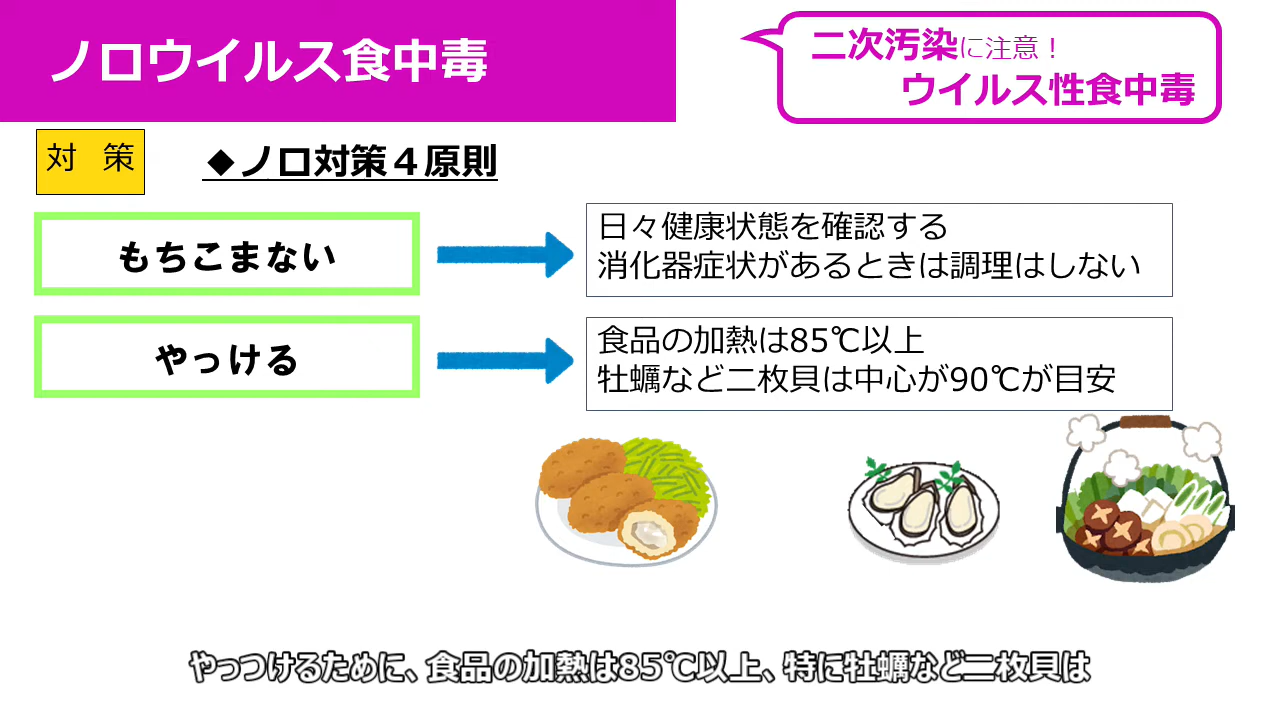 ノロウイルス食中毒
二次汚染に注意！
ウイルス性食中毒
対 策
◆ノロ対策４原則
もちこまない
日々健康状態を確認する
消化器症状があるときは調理はしない
やっける
食品の加熱は85℃以上
牡蠣など二枚貝は中心が90℃が目安
やっつけるために、食品の加熱は85℃以上、特に牡蠣など二枚貝は